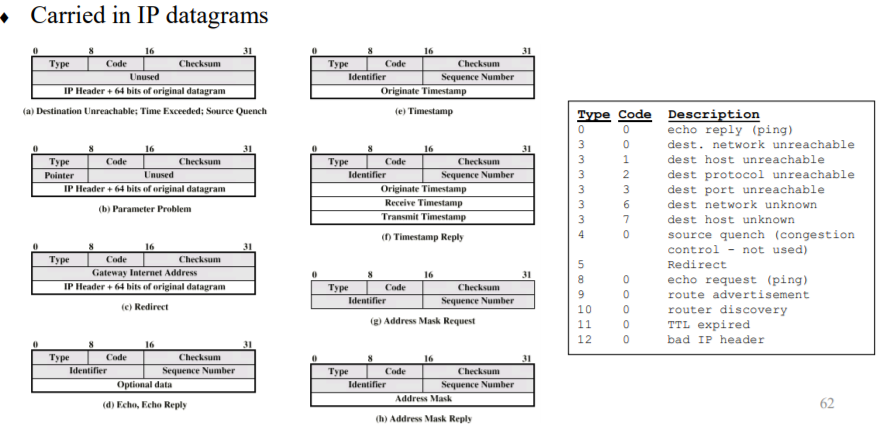 ♦ Carried in IP datagrams
0 8 16 31
Type Code Checksum
Unused
IP Header + 64 bits of original datagram
(a) Destination Unreachable; Time Exceeded; Source Quench
0 8 16 31
Type Code Checksum
Pointer Unused
IP Header + 64 bits of original datagram
(b) Parameter Problem
0 8 16 31
Type Code Checksum
Gateway Internet Address
IP Header + 64 bits of original datagram
(c) Redirect
0 8 16 31
Type Code Checksum
Identifier Sequence Number
Optional data
(d) Echo, Echo Reply
0 8 16 31
Type Code Checksum
Identifier Sequence Number
Originate Timestamp
(e) Timestamp
0 8 16 31
Type Code Checksum
Identifier Sequence Number
Originate Timestamp
Receive Timestamp
Transmit Timestamp
(f) Timestamp Reply
0 8 16 31
Type Code Checksum
Identifier Sequence Number
(g) Address Mask Request
0 8 16 31
Type Code Checksum
Identifier Sequence Number
Address Mask
(h) Address Mask Reply
Type Code Description
0 0 echo reply (ping)
3 0 dest. network unreachable
3 1 dest host unreachable
3 2 dest protocol unreachable
3 3 dest port unreachable
3 6 dest network unknown
3 7 dest host unknown
4 0 source quench (congestion
control - not used)
5 Redirect
8 0 echo request (ping)
9 0 route advertisement
10 0 router discovery
11 0 TTL expired
12 0 bad IP header
62